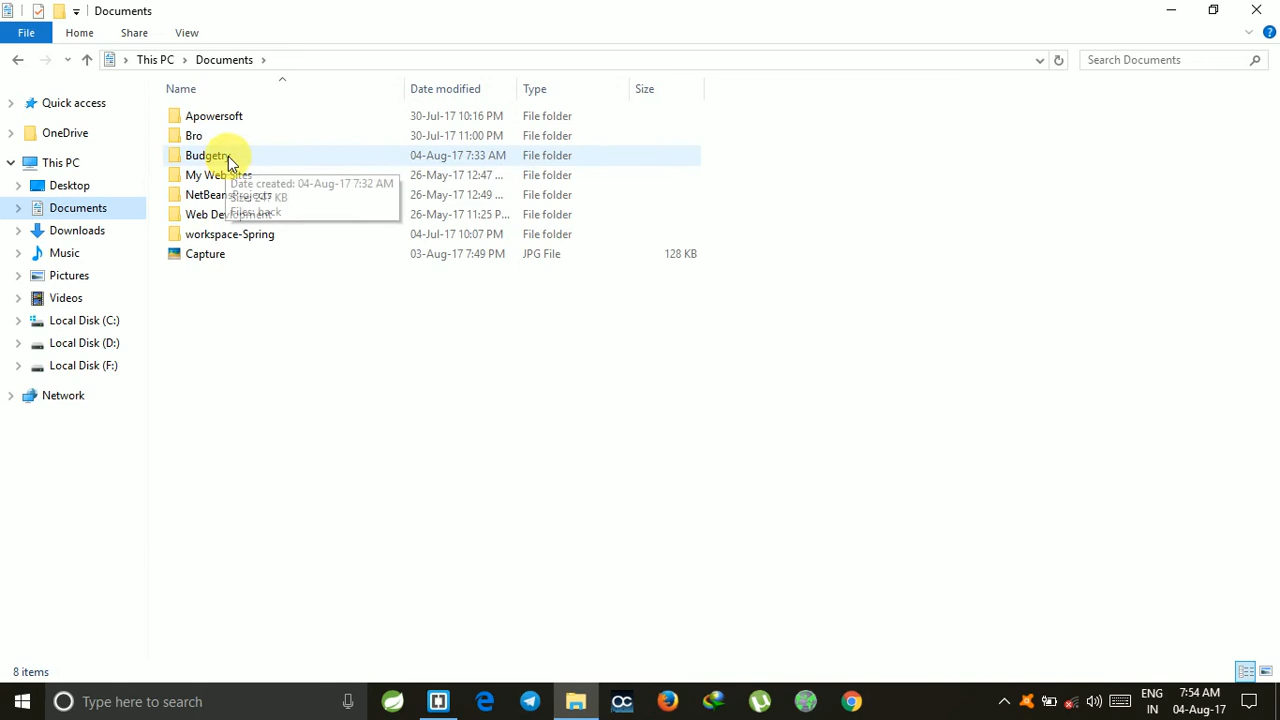 Documents
File Home Share View
This PC Documents
Search Documents
Name Date modified Type Size
Quick access
OneDrive
This PC
Desktop
Documents
Downloads
Music
Pictures
Videos
Local Disk (C:)
Local Disk (D:)
Local Disk (F:)
Network
Apowersoft 30-Jul-17 10:16 PM File folder
Bro 30-Jul-17 11:00 PM File folder
04-Aug-17 7:33 AM File folder
My Web Sites 26-May-17 12:47 ... File folder
Date created: 04-Aug-17 7:32 AM
NetBeansProjects 26-May-17 12:49 ... File folder
Size: 247 KB
Web 26-May-17 11:25 P... File folder
Files: back
workspace-Spring 04-Jul-17 10:07 PM File folder
Capture 03-Aug-17 7:49 PM JPG File 128 KB
8 items
Type here to search
ENG 7:54 AM
IN 04-Aug-17